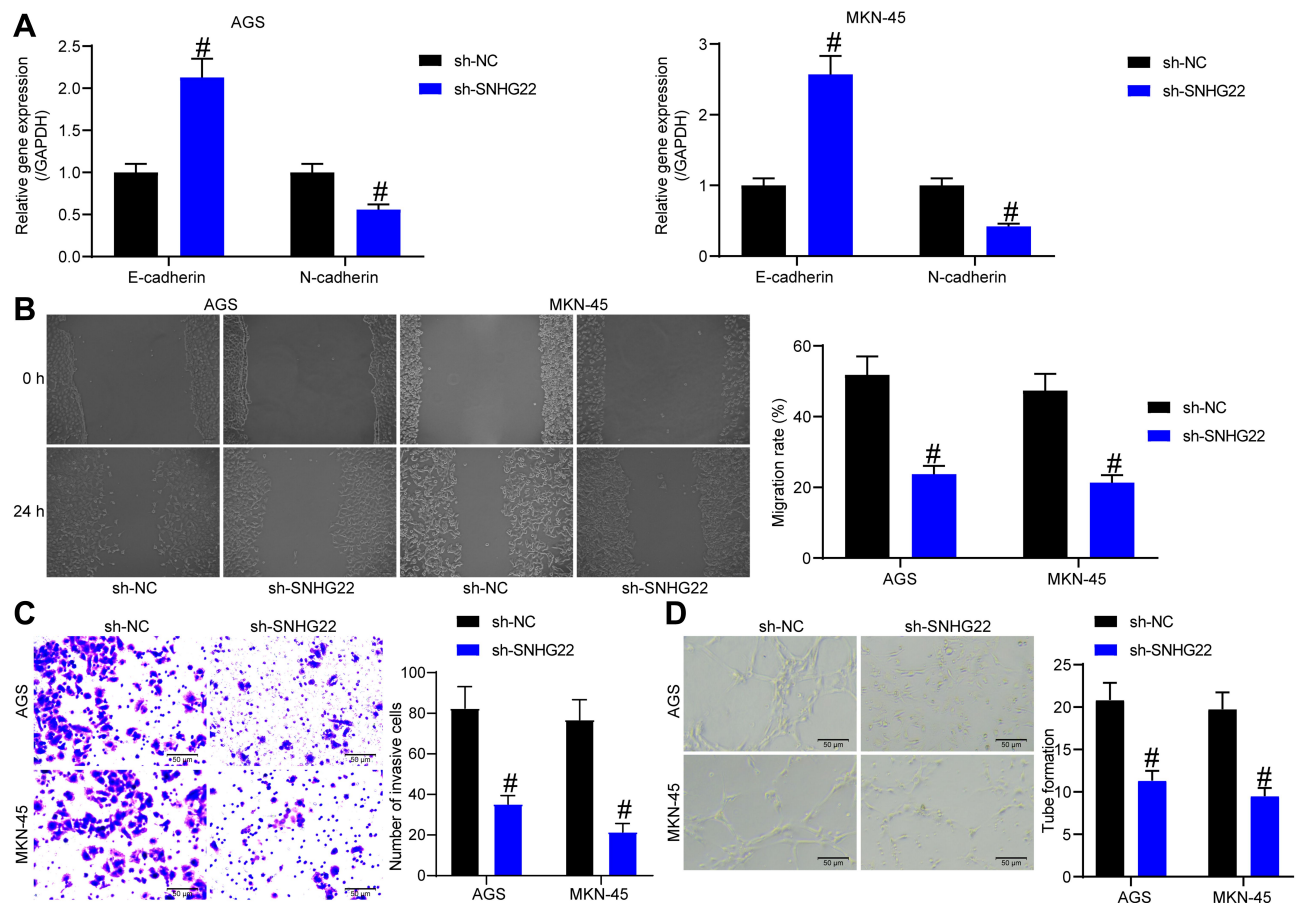 A
AGS
Relative gene expression
(/GAPDH)
2.5
2.0
1.5
1.0
0.5
0.0
#
#
E-cadherin
N-cadherin
sh-NC
sh-SNHG22
MKN-45
Relative gene expression
(/GAPDH)
3
2
1
0
#
#
E-cadherin
N-cadherin
sh-NC
sh-SNHG22
B
AGS
MKN-45
0 h
24 h
sh-NC
sh-SNHG22
sh-NC
sh-SNHG22
Migration rate (%)
60
40
20
0
#
#
AGS
MKN-45
sh-NC
sh-SNHG22
C
sh-NC
sh-SNHG22
AGS
MKN-45
50 µm
50 µm
50 µm
50 µm
sh-NC
sh-SNHG22
Number of invasive cells
100
80
60
40
20
0
#
#
AGS
MKN-45
D
sh-NC
sh-SNHG22
AGS
MKN-45
50 µm
50 µm
50 µm
50 µm
sh-NC
sh-SNHG22
Tube formation
25
20
15
10
5
0
#
#
AGS
MKN-45